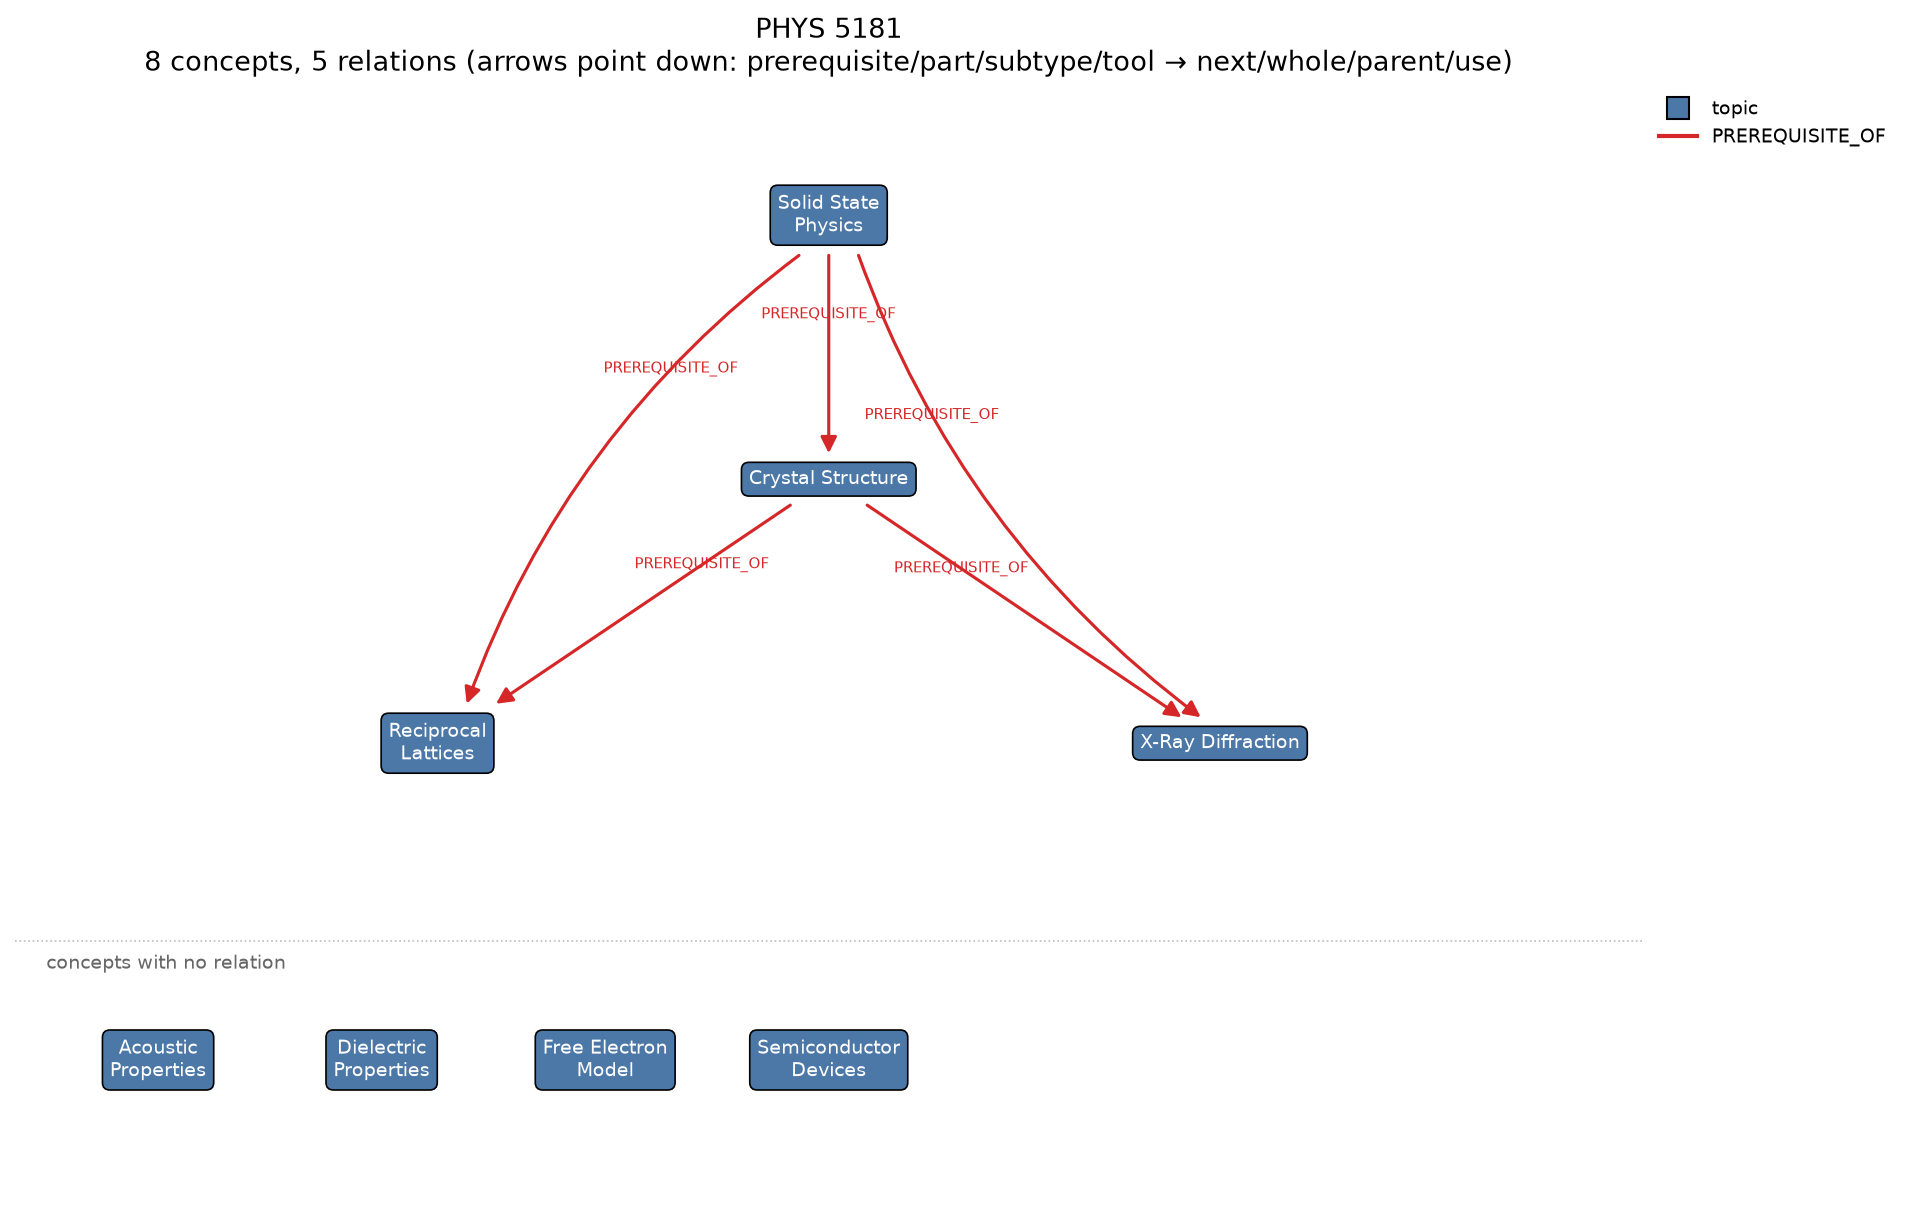 PHYS 5181
8 concepts, 5 relations (arrows point down: prerequisite/part/subtype/tool → next/whole/parent/use)
topic
PREREQUISITE_OF
Solid State
Physics
PREREQUISITE_OF
PREREQUISITE_OF
PREREQUISITE_OF
Crystal Structure
PREREQUISITE_OF
PREREQUISITE_OF
Reciprocal
Lattices
X-Ray Diffraction
concepts with no relation
Acoustic
Properties
Dielectric
Properties
Free Electron
Model
Semiconductor
Devices